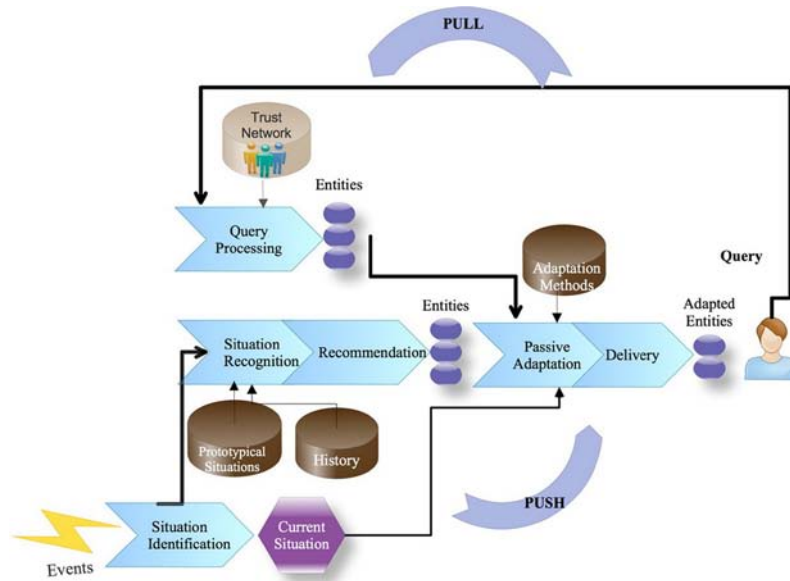 PULL
Trust
Network
Entities
Query
Processing
Adaptation
Methods
Query
Entities
Adapted
Entities
Situation
Recognition
Recommendation
Passive
Adaptation
Delivery
Prototypical
Situations
History
PUSH
Situation
Identification
Current
Situation
Events